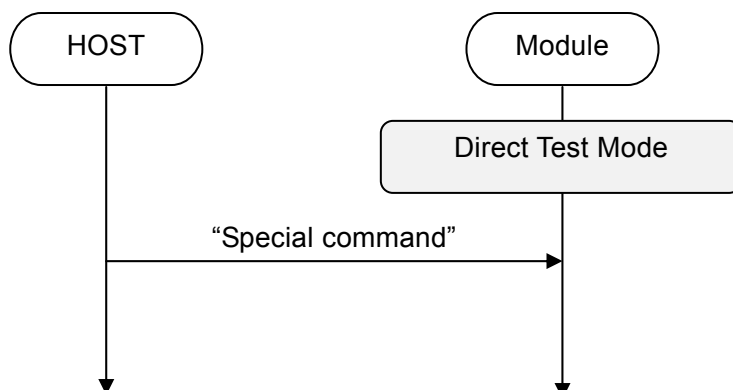 HOST
Module
Direct Test Mode
“Special command”